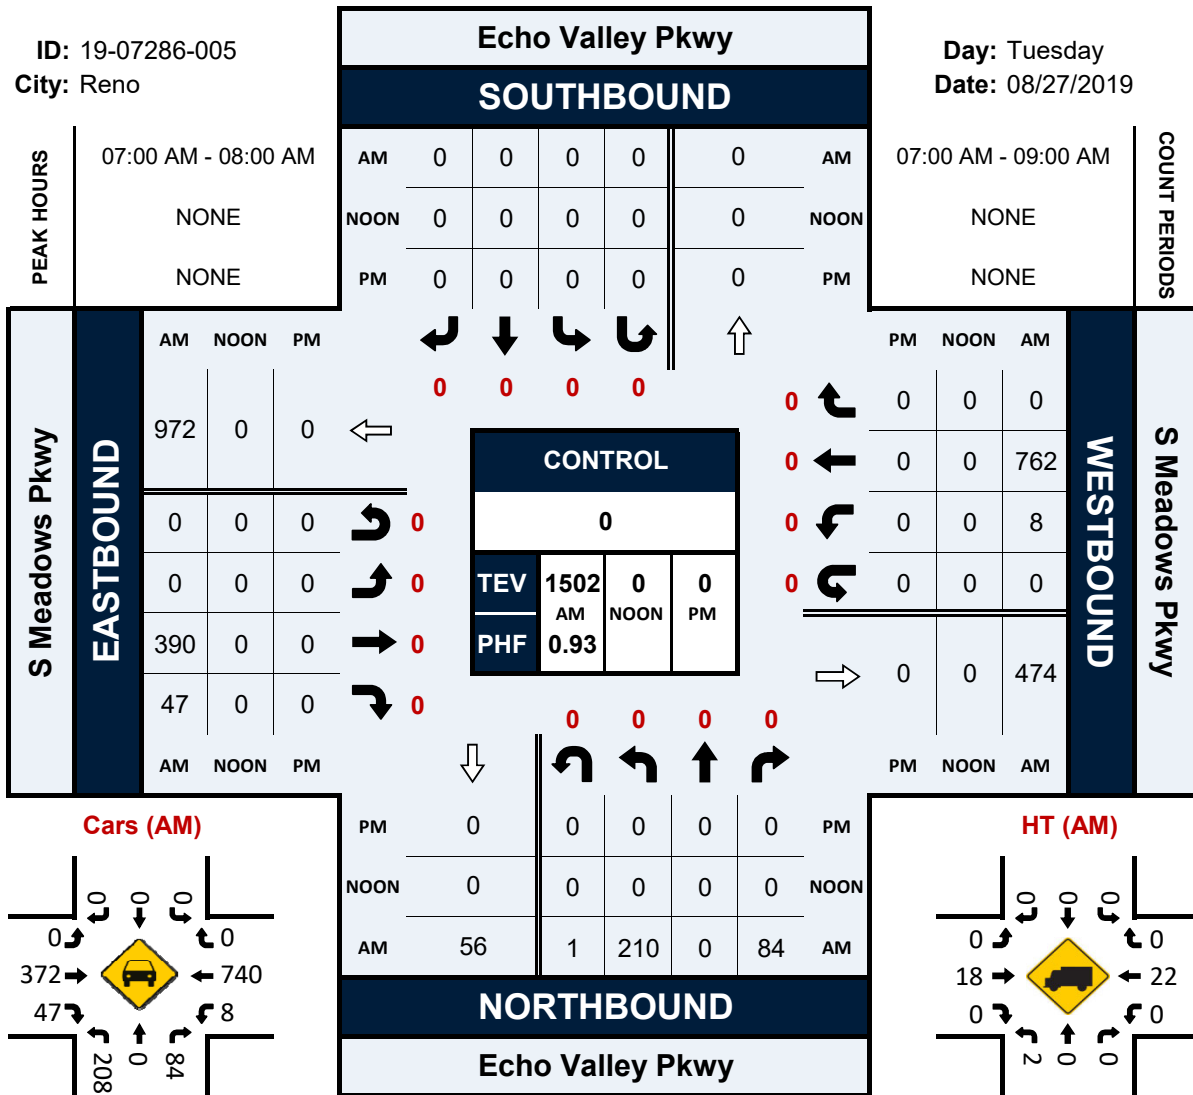 Echo Valley Pkwy
ID: 19-07286-005
Day: Tuesday
City: Reno
Date: 08/27/2019
SOUTHBOUND
PEAK HOURS
07:00 AM - 08:00 AM
AM 0 0 0 0 0 AM
07:00 AM - 09:00 AM
COUNT PERIODS
NONE
NOON 0 0 0 0 0 NOON
NONE
NONE
PM 0 0 0 0 0 PM
NONE
S Meadows Pkwy
EASTBOUND
AM NOON PM
972 0 0
0 0 0 0
0 0 0 0
390 0 0 0
47 0 0 0
AM NOON PM
0 0 0 0
CONTROL
0
TEV 1502 0 0
AM NOON PM
PHF 0.93
PM NOON AM
0 0 0 0
0 0 0 762
0 0 0 8
0 0 0 0
0 0 474
PM NOON AM
WESTBOUND
S Meadows Pkwy
0 0 0 0
PM 0 0 0 0 0 PM
NOON 0 0 0 0 0 NOON
AM 56 1 210 0 84 AM
NORTHBOUND
Echo Valley Pkwy
Cars (AM)
0 0 0
0 0
372 740
47 8
208 0 84
HT (AM)
0 0 0
0 0
18 22
0 0
2 0 0